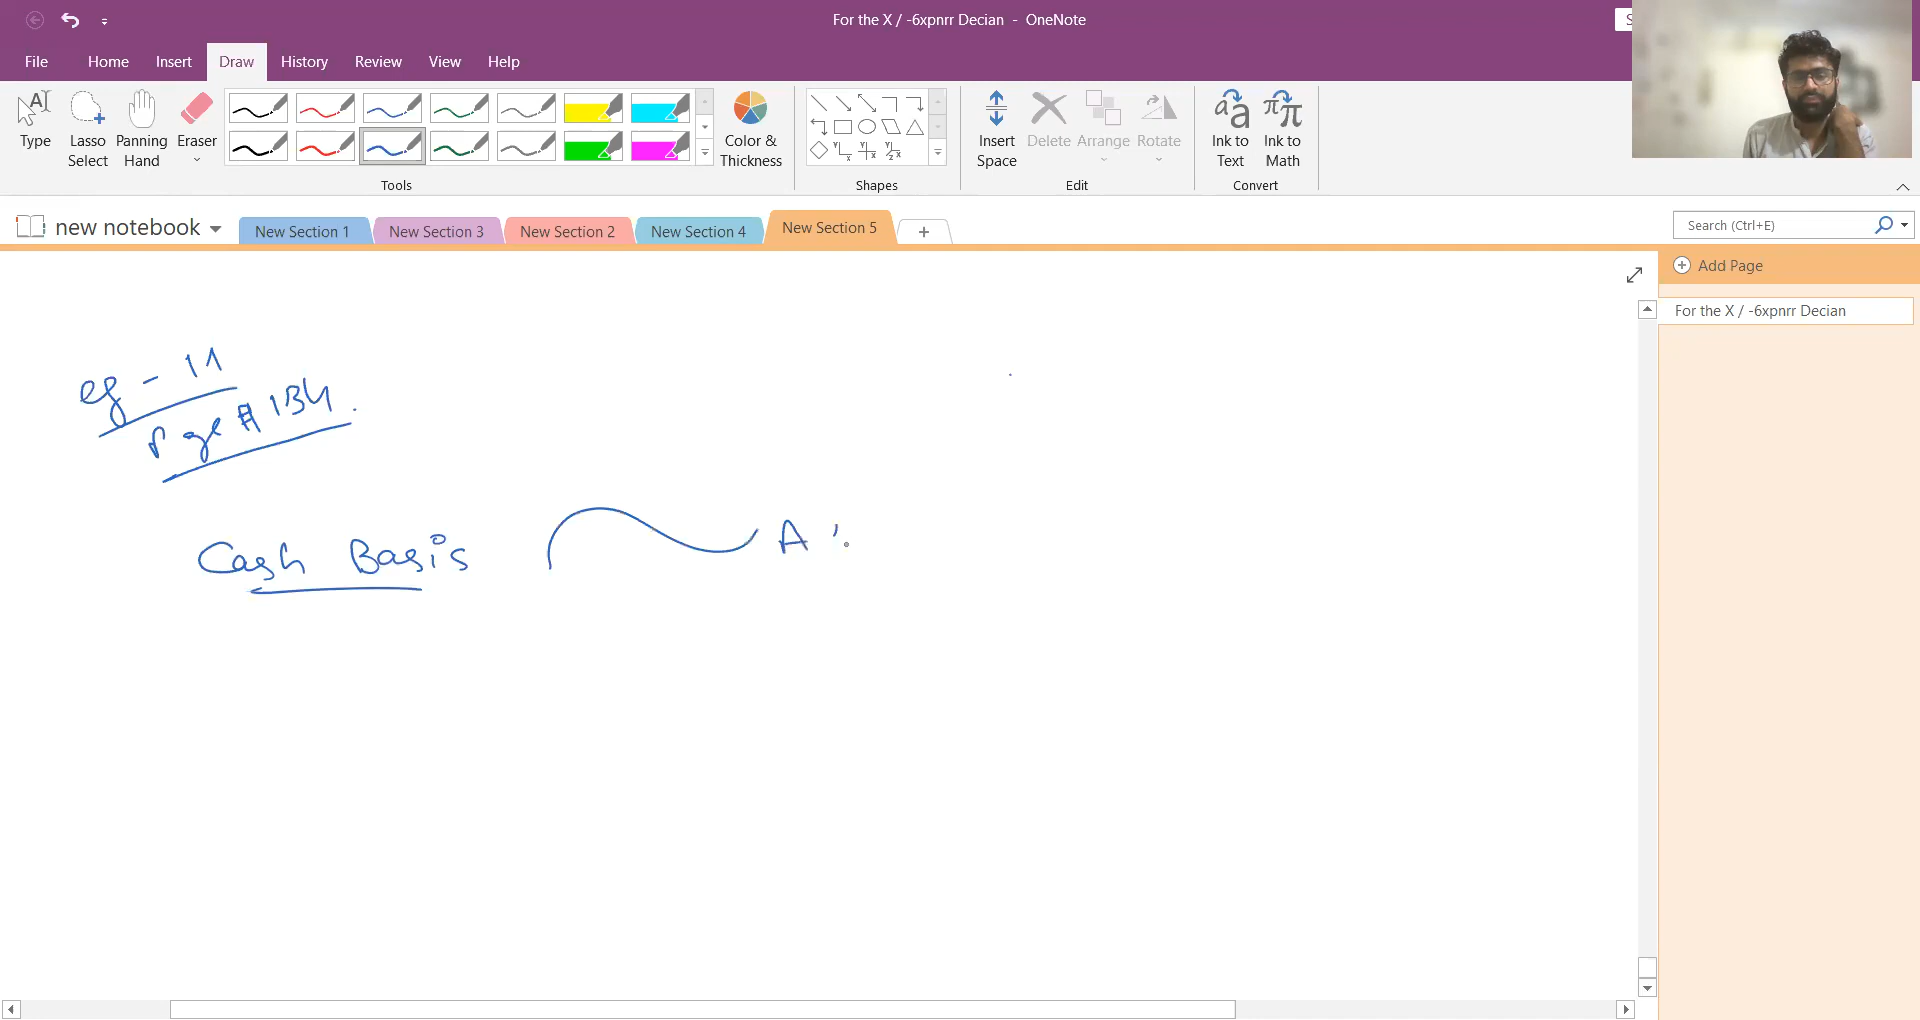 For the X / -6xpnrr Decian - OneNote
File Home Insert Draw History Review View Help
Type
Lasso Select
Panning Hand
Eraser
Color & Thickness
Insert Space
Delete
Arrange
Rotate
Ink to Text
Ink to Math
Tools
Shapes
Edit
Convert
new notebook
New Section 1
New Section 3
New Section 2
New Section 4
New Section 5
Search (Ctrl+E)
Add Page
For the X / -6xpnrr Decian
eg - 11
Page # 134.
Cash Basis
A